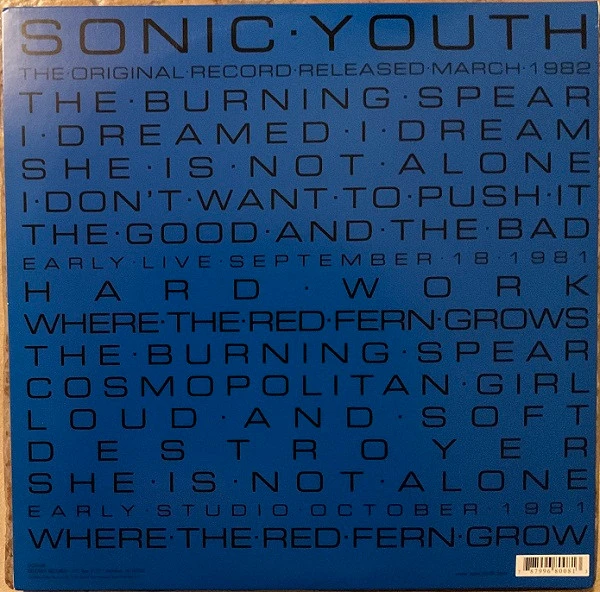 SONIC·YOUTH
THE·ORIGINAL·RECORD·RELEASED·MARCH·1982
THE·BURNING·SPEAR
I·DREAMED·I·DREAM
SHE·IS·NOT·ALONE
I·DON'T·WANT·TO·PUSH·IT
THE·GOOD·AND·THE·BAD
EARLY·LIVE·SEPTEMBER·18·1981
HARD·WORK
WHERE·THE·RED·FERN·GROWS
THE·BURNING·SPEAR
COSMOPOLITAN·GIRL
LOUD·AND·SOFT
DESTROYER
SHE·IS·NOT·ALONE
EARLY·STUDIO·OCTOBER·1981
WHERE·THE·RED·FERN·GROW